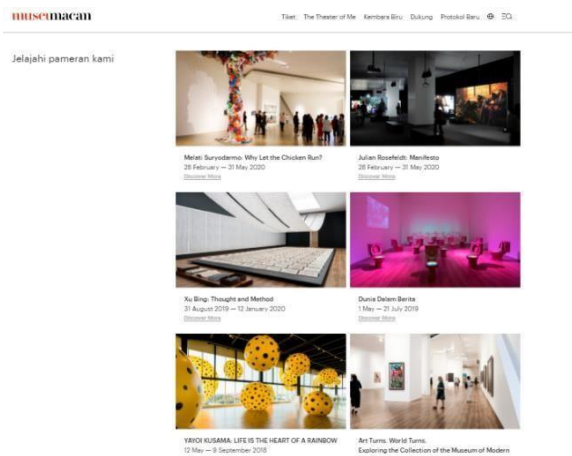 museumacan
Tiket
The Theater of Me
Kembara Biru
Dukung
Protokol Baru
Jelajahi pameran kami
Melati Suryodarmo: Why Let the Chicken Run?
28 February — 31 May 2020
Discover More
Julian Rosefeldt: Manifesto
28 February — 31 May 2020
Discover More
Xu Bing: Thought and Method
31 August 2019 — 12 January 2020
Discover More
Dunia Dalam Berita
1 May — 21 July 2019
Discover More
YAYOI KUSAMA: LIFE IS THE HEART OF A RAINBOW
12 May — 9 September 2018
Art Turns. World Turns.
Exploring the Collection of the Museum of Modern